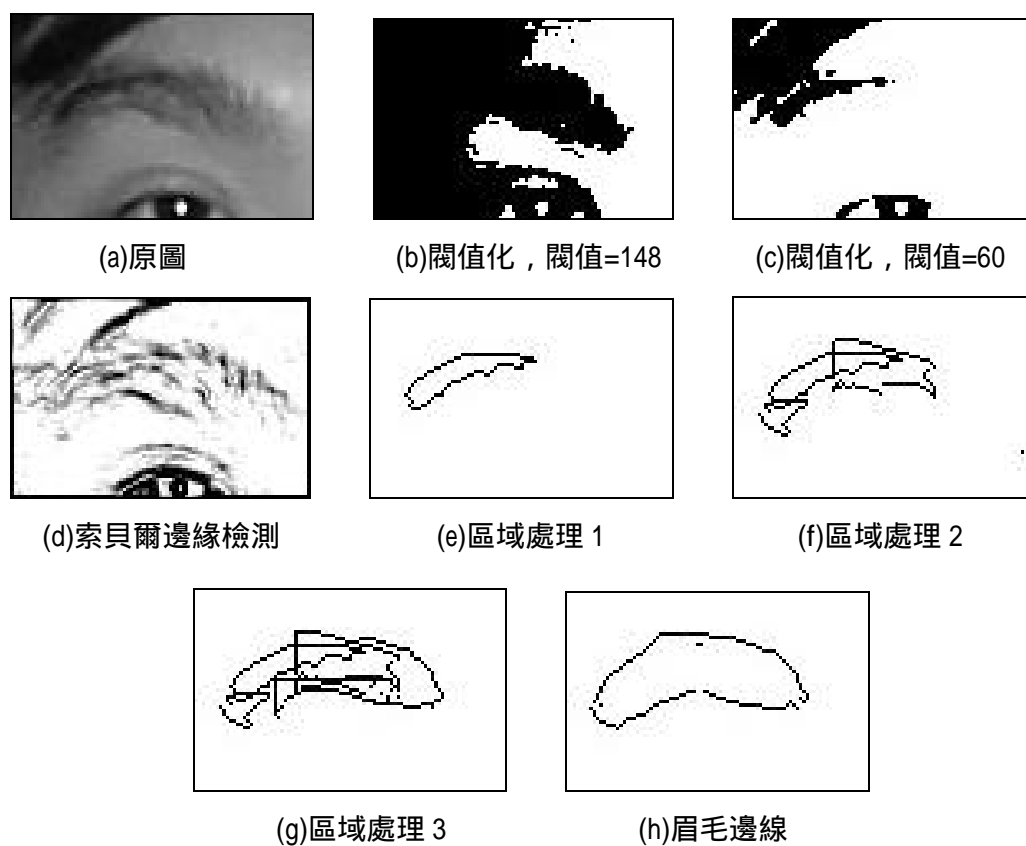 (a)原圖
(b)閥值化，閥值=148
(c)閥值化，閥值=60
(d)索貝爾邊緣檢測
(e)區域處理 1
(f)區域處理 2
(g)區域處理 3
(h)眉毛邊線